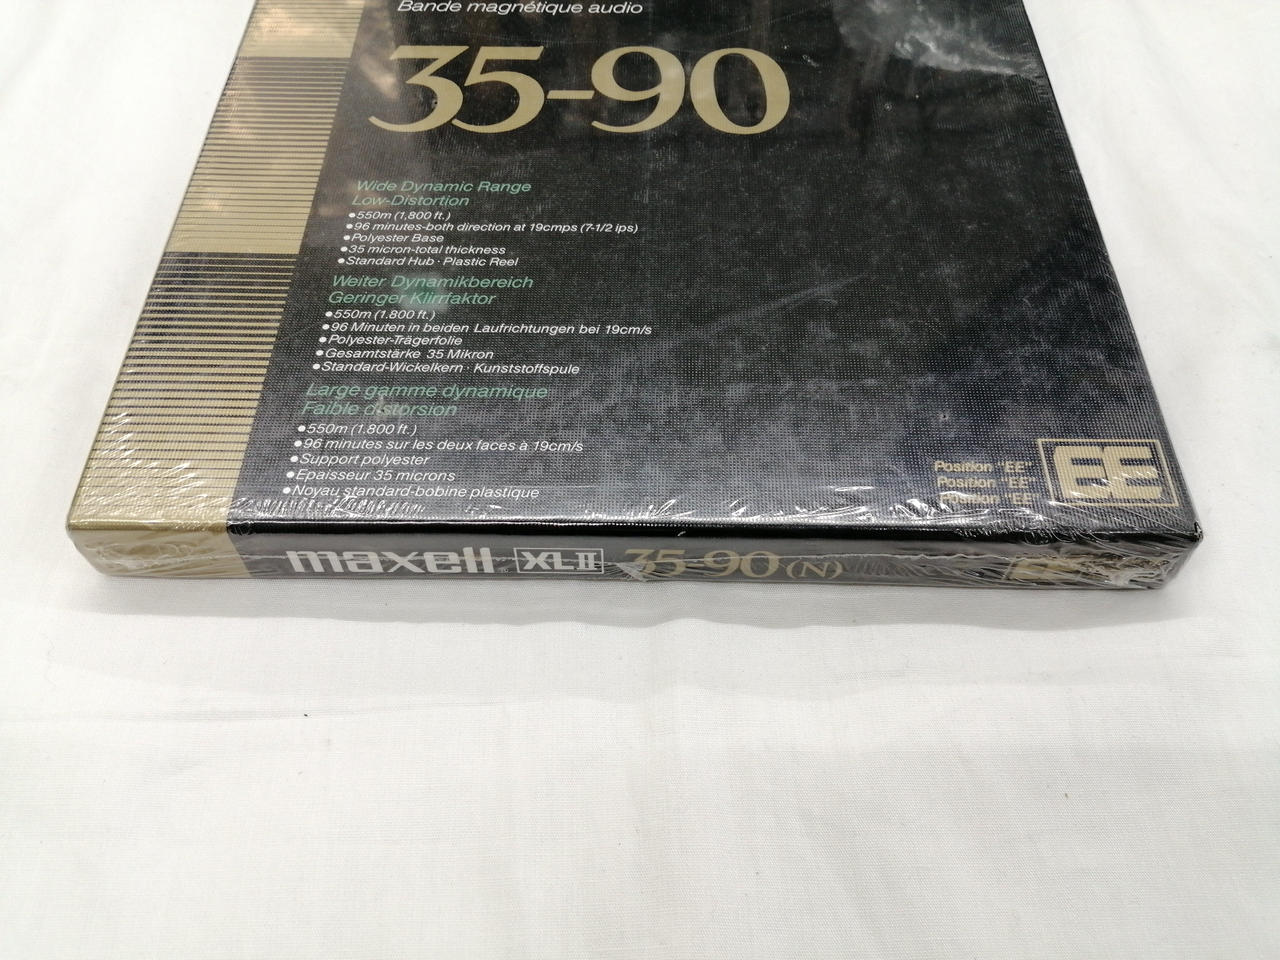 Bande magnétique audio
35-90
Wide Dynamic Range
Low-Distortion
●550m (1,800 ft.)
●96 minutes-both direction at 19cmps (7-1/2 ips)
●Polyester Base
●35 micron-total thickness
●Standard Hub · Plastic Reel
Weiter Dynamikbereich
Geringer Klirrfaktor
●550m (1.800 ft.)
●96 Minuten in beiden Laufrichtungen bei 19cm/s
●Polyester-Trägerfolie
●Gesamtstärke 35 Mikron
●Standard-Wickelkern · Kunststoffspule
Large gamme dynamique
Faible distorsion
●550m (1.800 ft.)
●96 minutes sur les deux faces à 19cm/s
●Support polyester
●Epaisseur 35 microns
●Noyau standard-bobine plastique
Position "EE"
Position "EE"
Position "EE"
EE
maxell® XLII 35-90 (N)
EE